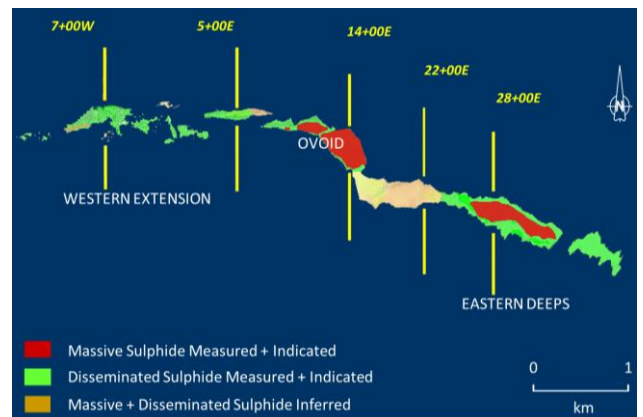 7+00W
5+00E
14+00E
22+00E
28+00E
N
OVOID
WESTERN EXTENSION
EASTERN DEEPS
Massive Sulphide Measured + Indicated
Disseminated Sulphide Measured + Indicated
Massive + Disseminated Sulphide Inferred
0 1
km